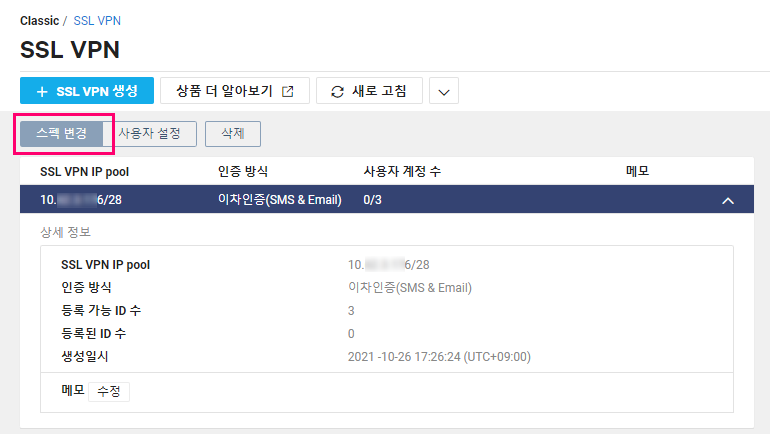 Classic / SSL VPN
SSL VPN
+ SSL VPN 생성 상품 더 알아보기 새로 고침
스펙 변경 사용자 설정 삭제
SSL VPN IP pool 인증 방식 사용자 계정 수 메모
10. 6/28 이차인증(SMS & Email) 0/3
상세 정보
SSL VPN IP pool 10. 6/28
인증 방식 이차인증(SMS & Email)
등록 가능 ID 수 3
등록된 ID 수 0
생성일시 2021 -10-26 17:26:24 (UTC+09:00)
메모 수정